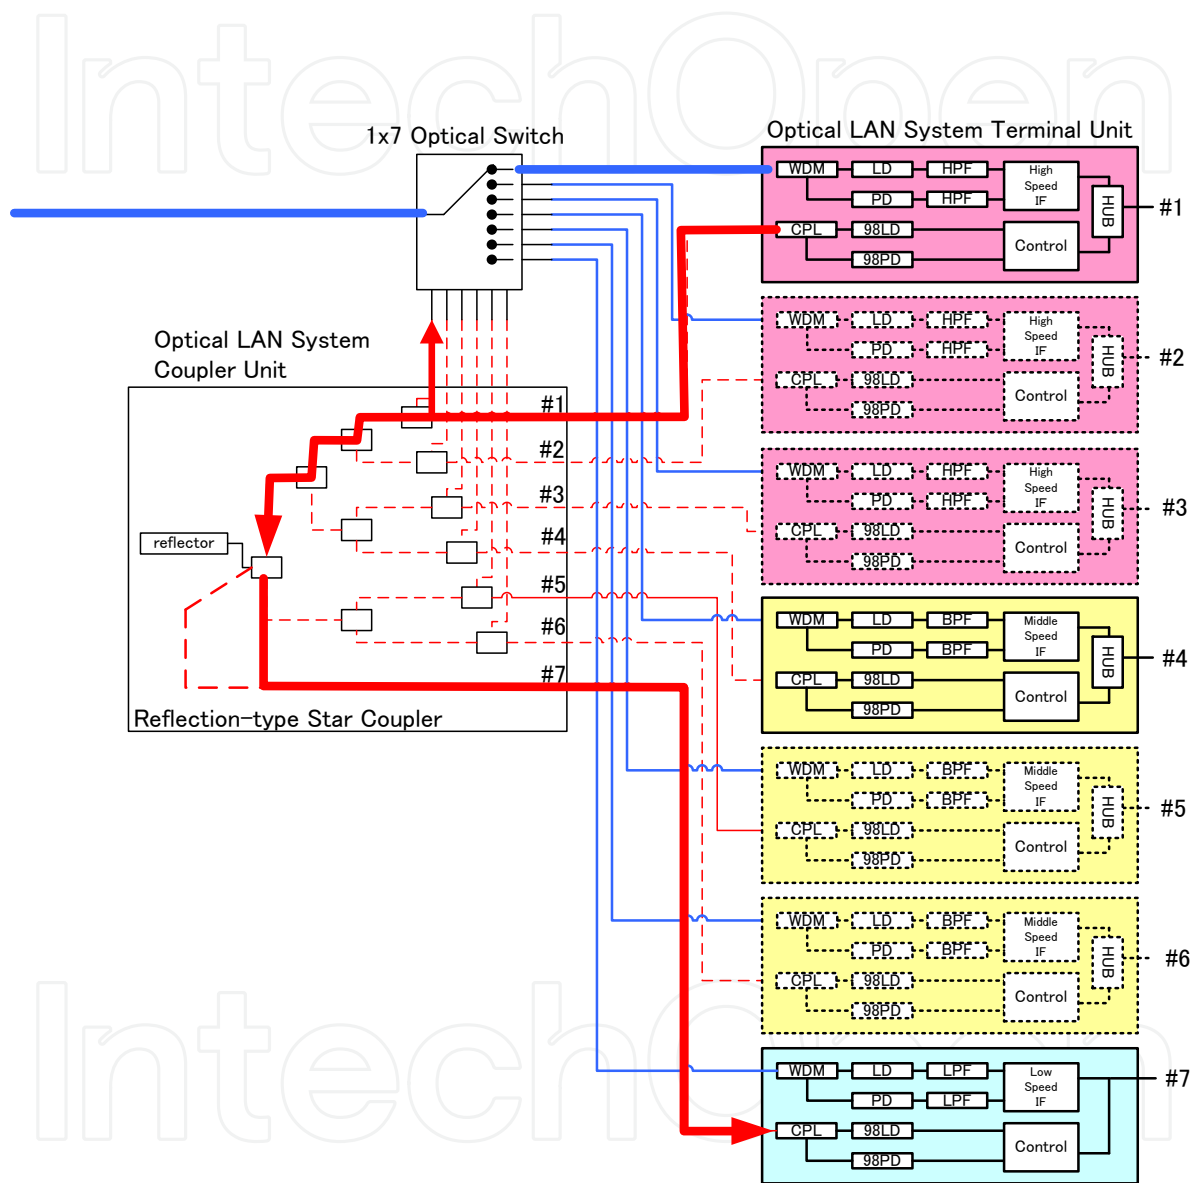 IntechOpen
1x7 Optical Switch
Optical LAN System Terminal Unit
WDM LD HPF High Speed IF
PD HPF
CPL 98LD Control
98PD
HUB
#1
WDM LD HPF High Speed IF
PD HPF
CPL 98LD Control
98PD
HUB
#2
WDM LD HPF High Speed IF
PD HPF
CPL 98LD Control
98PD
HUB
#3
WDM LD BPF Middle Speed IF
PD BPF
CPL 98LD Control
98PD
HUB
#4
WDM LD BPF Middle Speed IF
PD BPF
CPL 98LD Control
98PD
HUB
#5
WDM LD BPF Middle Speed IF
PD BPF
CPL 98LD Control
98PD
HUB
#6
WDM LD LPF Low Speed IF
PD LPF
CPL 98LD Control
98PD
#7
Optical LAN System
Coupler Unit
#1
#2
#3
#4
#5
#6
#7
reflector
Reflection-type Star Coupler
IntechOpen